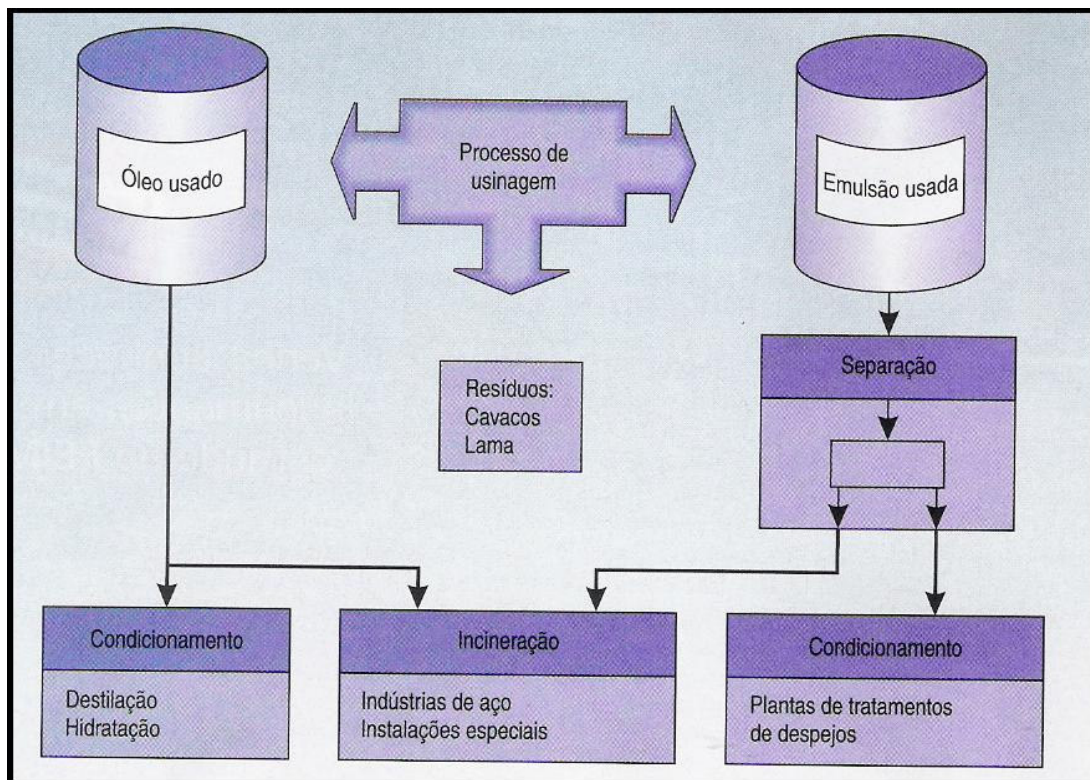 Óleo usado
Processo de
usinagem
Emulsão usada
Separação
Resíduos:
Cavacos
Lama
Condicionamento
Destilação
Hidratação
Incineração
Indústrias de aço
Instalações especiais
Condicionamento
Plantas de tratamentos
de despejos